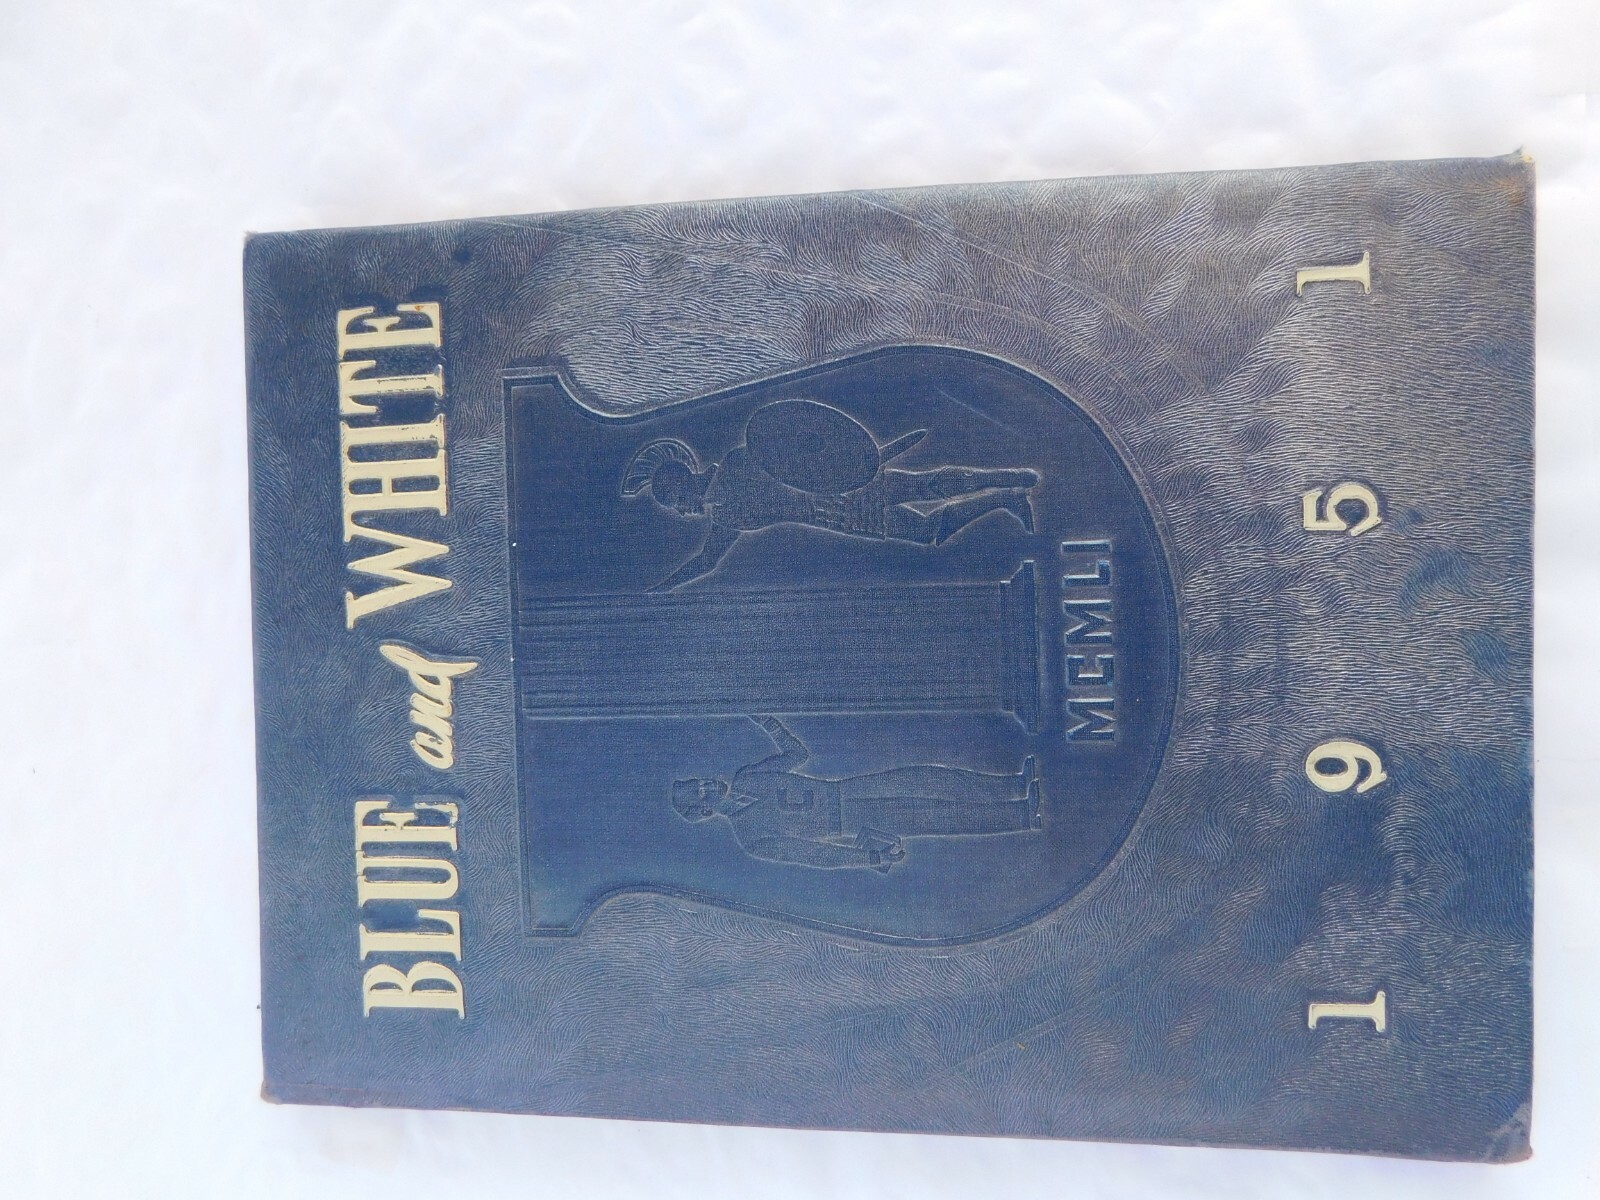 BLUE and WHITE
C
MCMLI
1951